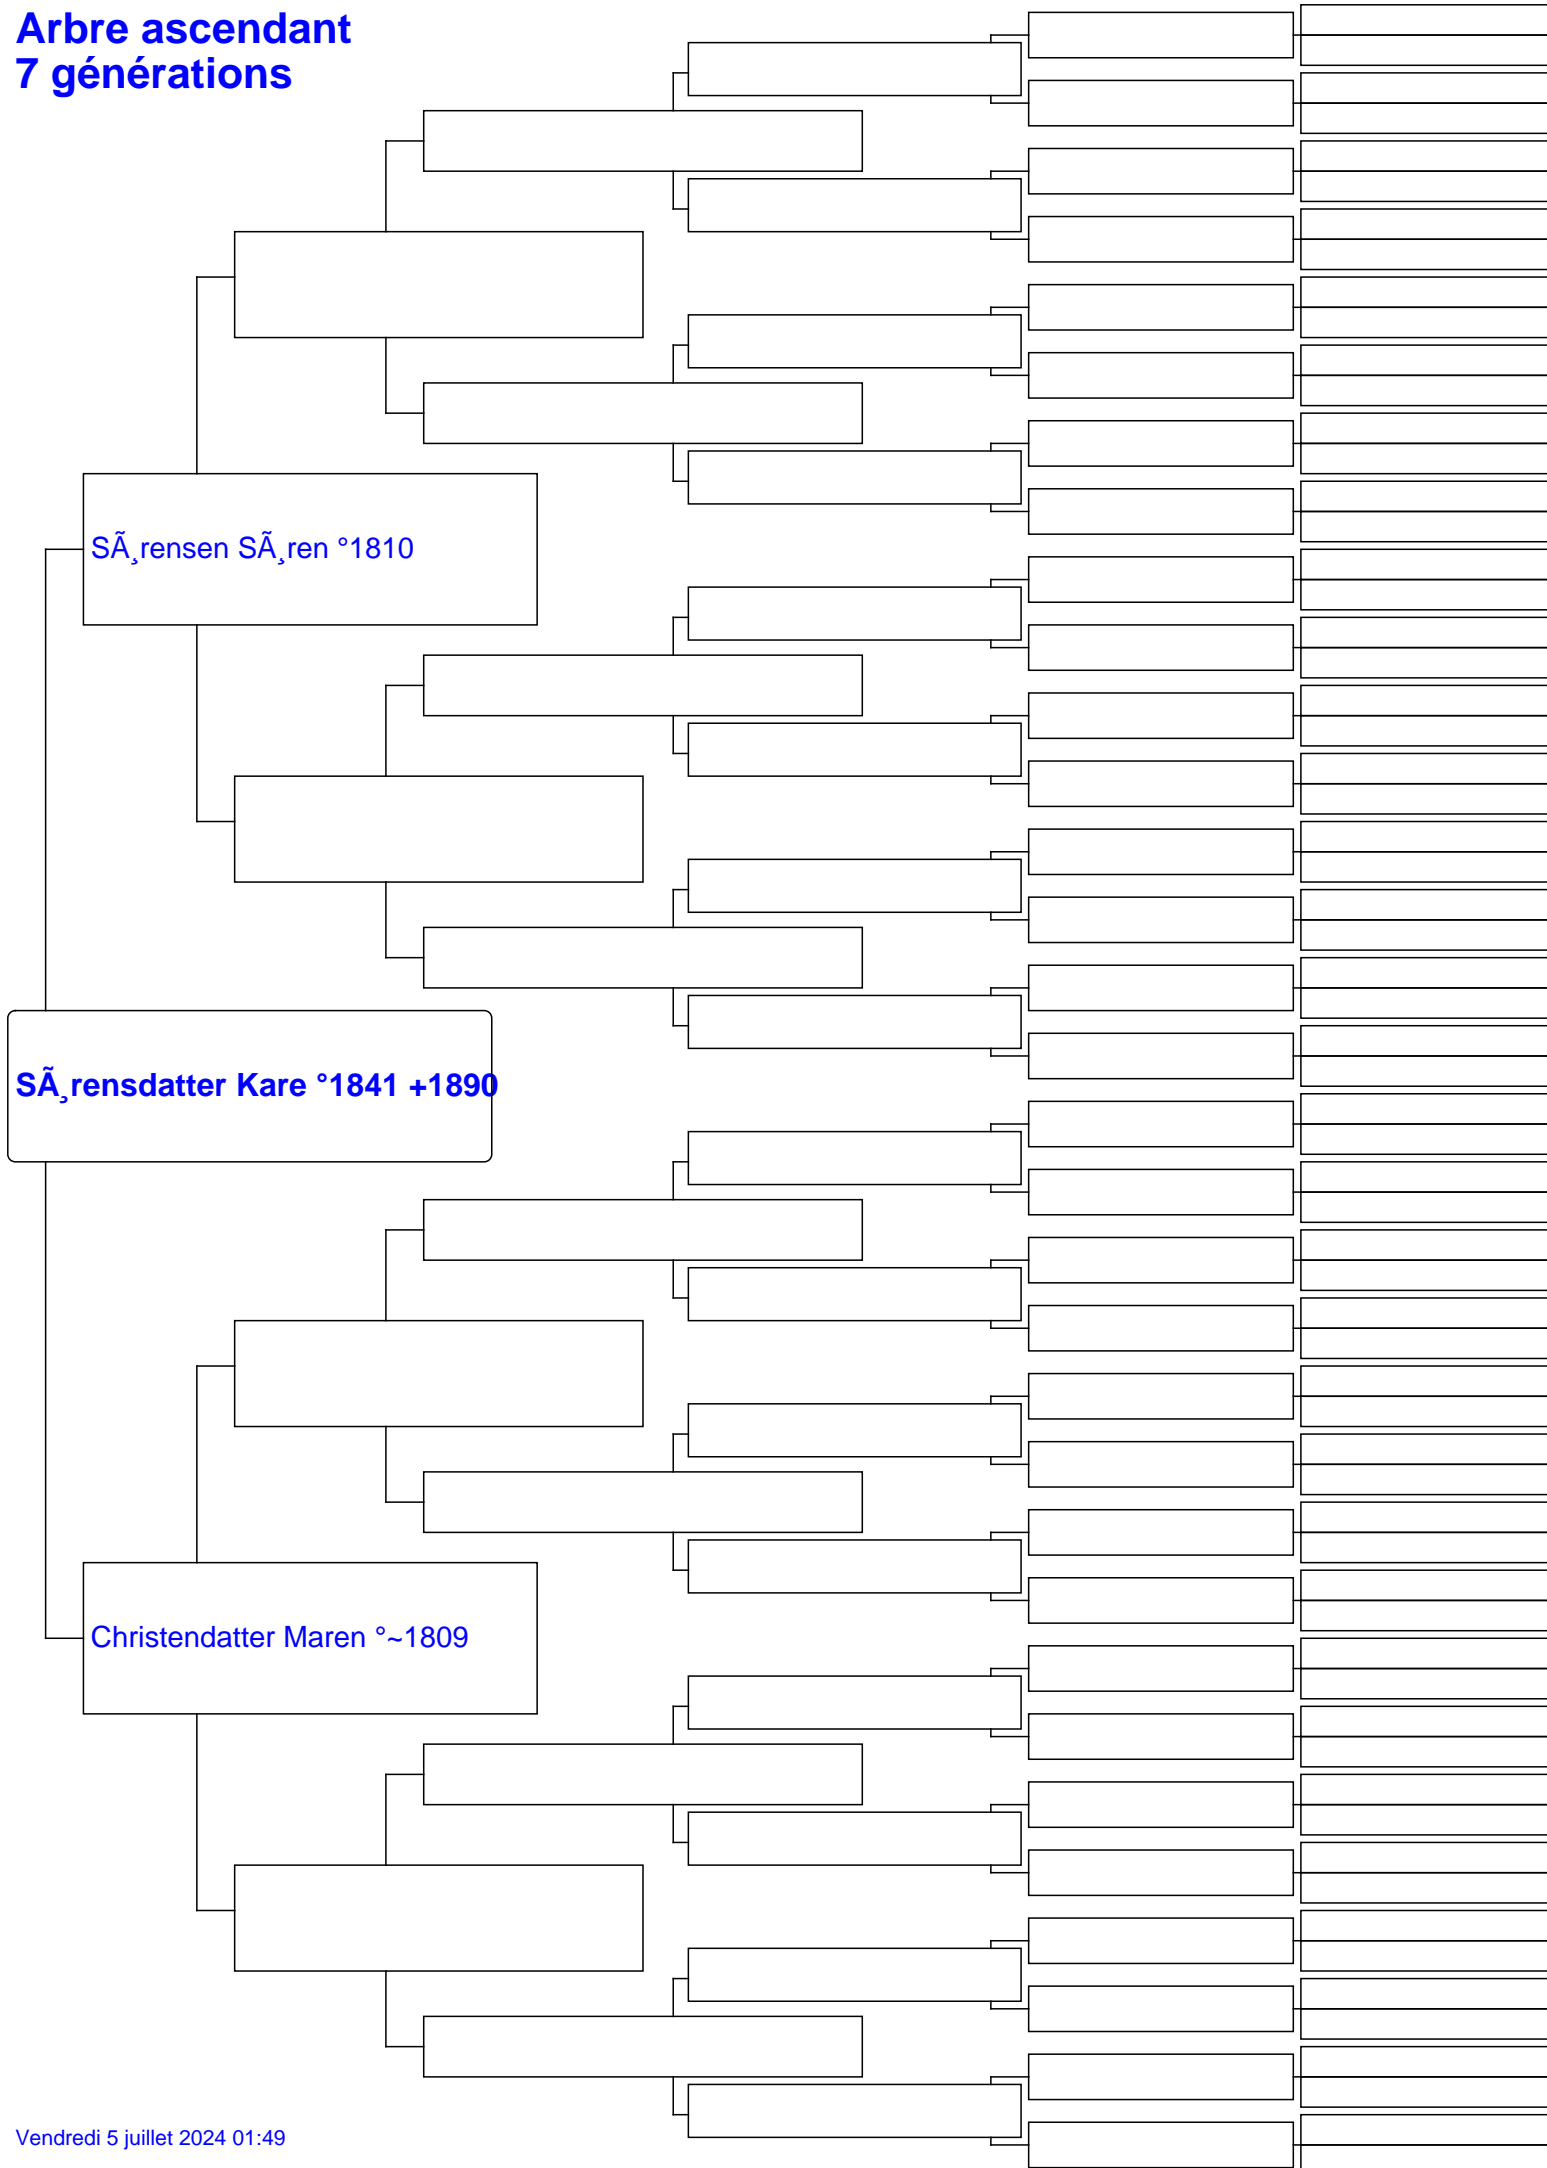 Arbre ascendant
7 générations
SÃ¸rensen SÃ¸ren °1810
SÃ¸rensdatter Kare °1841 +1890
Christendatter Maren °~1809
Vendredi 5 juillet 2024 01:49